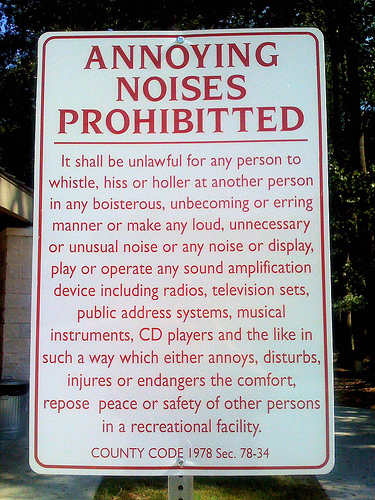 ANNOYING
NOISES
PROHIBITTED
It shall be unlawful for any person to
whistle, hiss or holler at another person
in any boisterous, unbecoming or erring
manner or make any loud, unnecessary
or unusual noise or any noise or display,
play or operate any sound amplification
device including radios, television sets,
public address systems, musical
instruments, CD players and the like in
such a way which either annoys, disturbs,
injures or endangers the comfort,
repose peace or safety of other persons
in a recreational facility.
COUNTY CODE 1978 Sec. 78-34